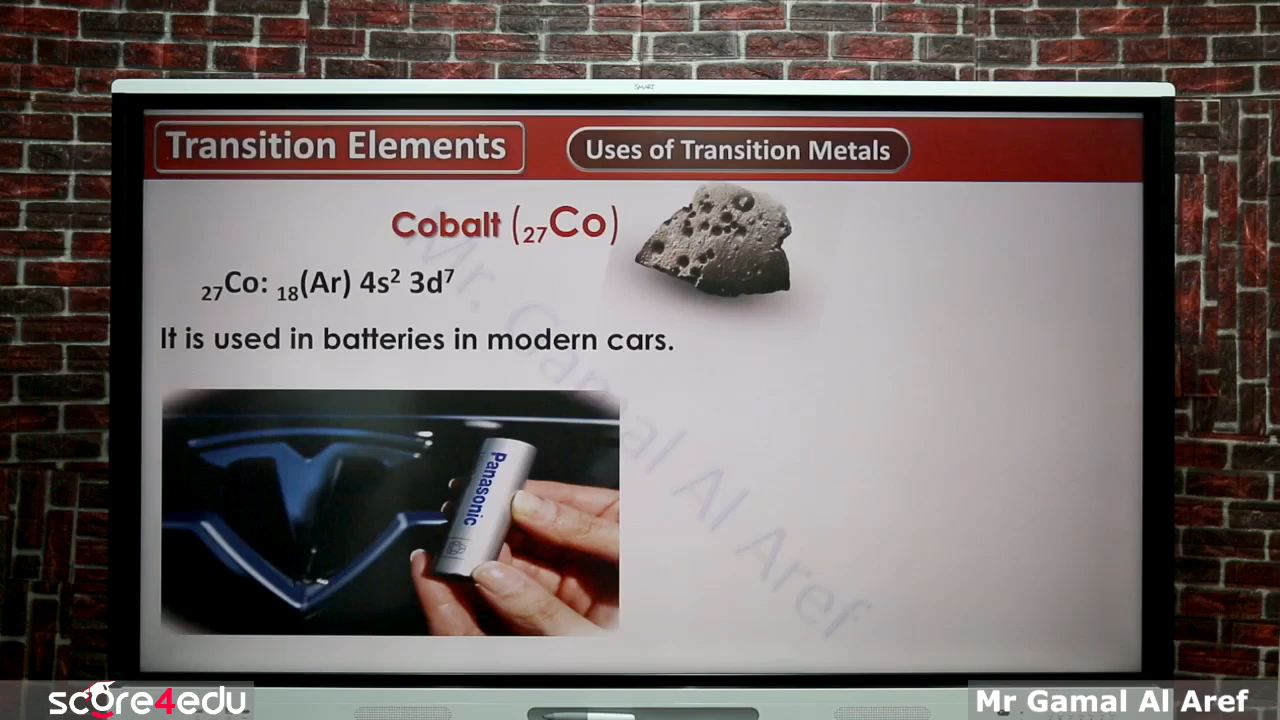 SMART
Transition Elements
Uses of Transition Metals
Cobalt (₂₇Co)
₂₇Co: ₁₈(Ar) 4s² 3d⁷
It is used in batteries in modern cars.
Panasonic
Mr. Gamal Al Aref
score4edu
Mr Gamal Al Aref